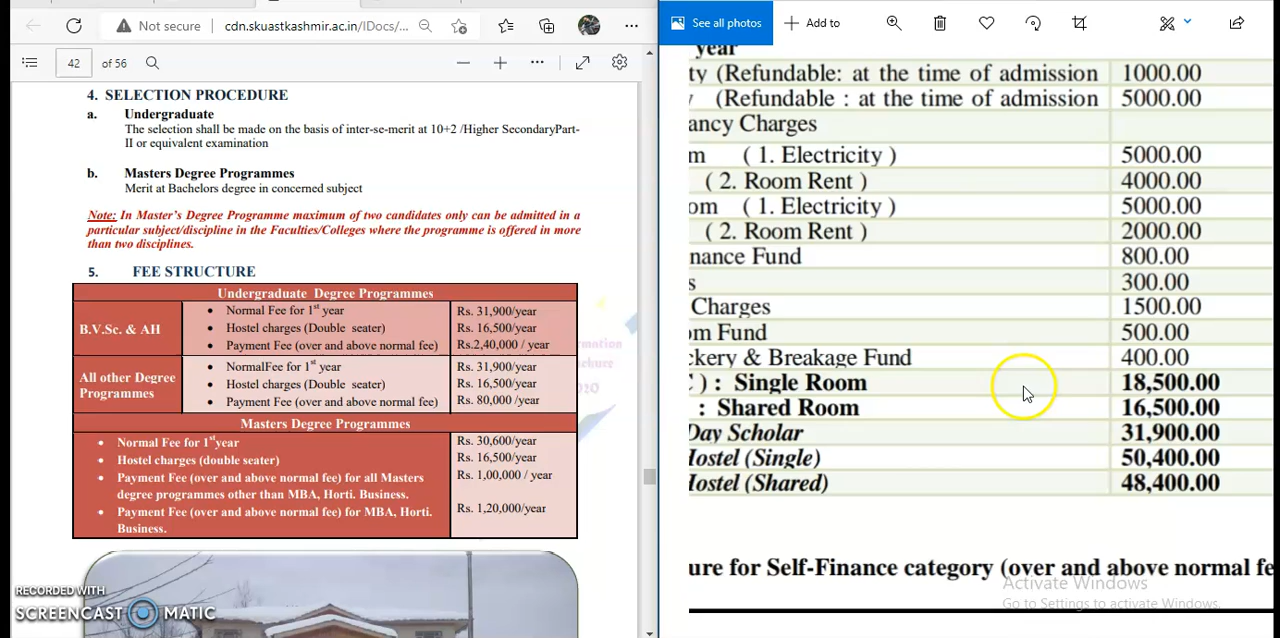 Not secure
cdn.skuastkashmir.ac.in/IDocs/...
42 of 56
4. SELECTION PROCEDURE
a. Undergraduate
The selection shall be made on the basis of inter-se-merit at 10+2 /Higher SecondaryPart-
II or equivalent examination
b. Masters Degree Programmes
Merit at Bachelors degree in concerned subject
Note: In Master's Degree Programme maximum of two candidates only can be admitted in a
particular subject/discipline in the Faculties/Colleges where the programme is offered in more
than two disciplines.
5. FEE STRUCTURE
Undergraduate Degree Programmes
B.V.Sc. & AH
• Normal Fee for 1st year Rs. 31,900/year
• Hostel charges (Double seater) Rs. 16,500/year
• Payment Fee (over and above normal fee) Rs.2,40,000 / year
All other Degree
Programmes
• NormalFee for 1st year Rs. 31,900/year
• Hostel charges (Double seater) Rs. 16,500/year
• Payment Fee (over and above normal fee) Rs. 80,000 /year
Masters Degree Programmes
• Normal Fee for 1styear Rs. 30,600/year
• Hostel charges (double seater) Rs. 16,500/year
• Payment Fee (over and above normal fee) for all Masters Rs. 1,00,000 / year
degree programmes other than MBA, Horti. Business.
• Payment Fee (over and above normal fee) for MBA, Horti. Rs. 1,20,000/year
Business.
RECORDED WITH
SCREENCAST MATIC
See all photos
Add to
year
ty (Refundable: at the time of admission 1000.00
(Refundable : at the time of admission 5000.00
ancy Charges
m ( 1. Electricity ) 5000.00
( 2. Room Rent ) 4000.00
om ( 1. Electricity ) 5000.00
( 2. Room Rent ) 2000.00
nance Fund 800.00
s 300.00
Charges 1500.00
om Fund 500.00
ckery & Breakage Fund 400.00
) : Single Room 18,500.00
: Shared Room 16,500.00
Day Scholar 31,900.00
Hostel (Single) 50,400.00
Hostel (Shared) 48,400.00
ure for Self-Finance category (over and above normal fe
Activate Windows
Go to Settings to activate Windows.